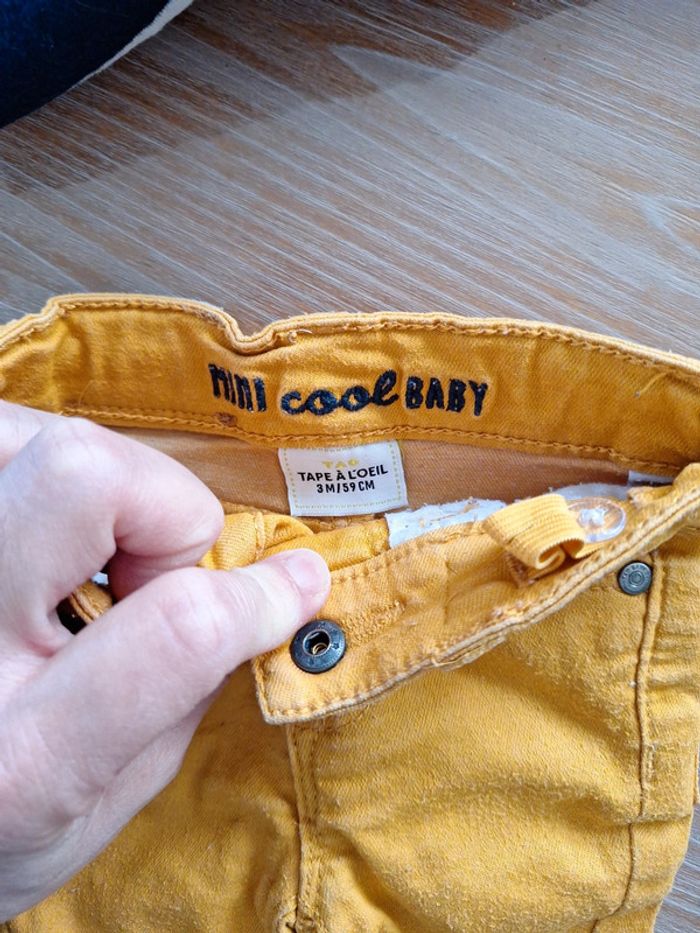 MINI cool BABY
TAO
TAPE À L'OEIL
3M/59CM